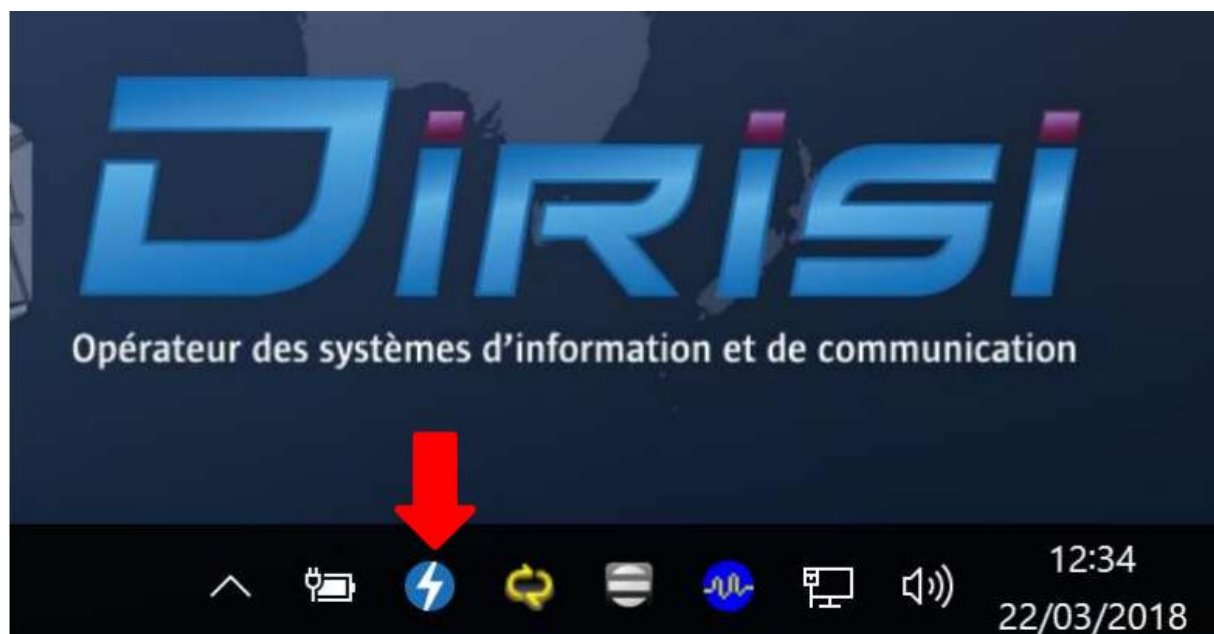 DIRISI
Opérateur des systèmes d'information et de communication
12:34
22/03/2018